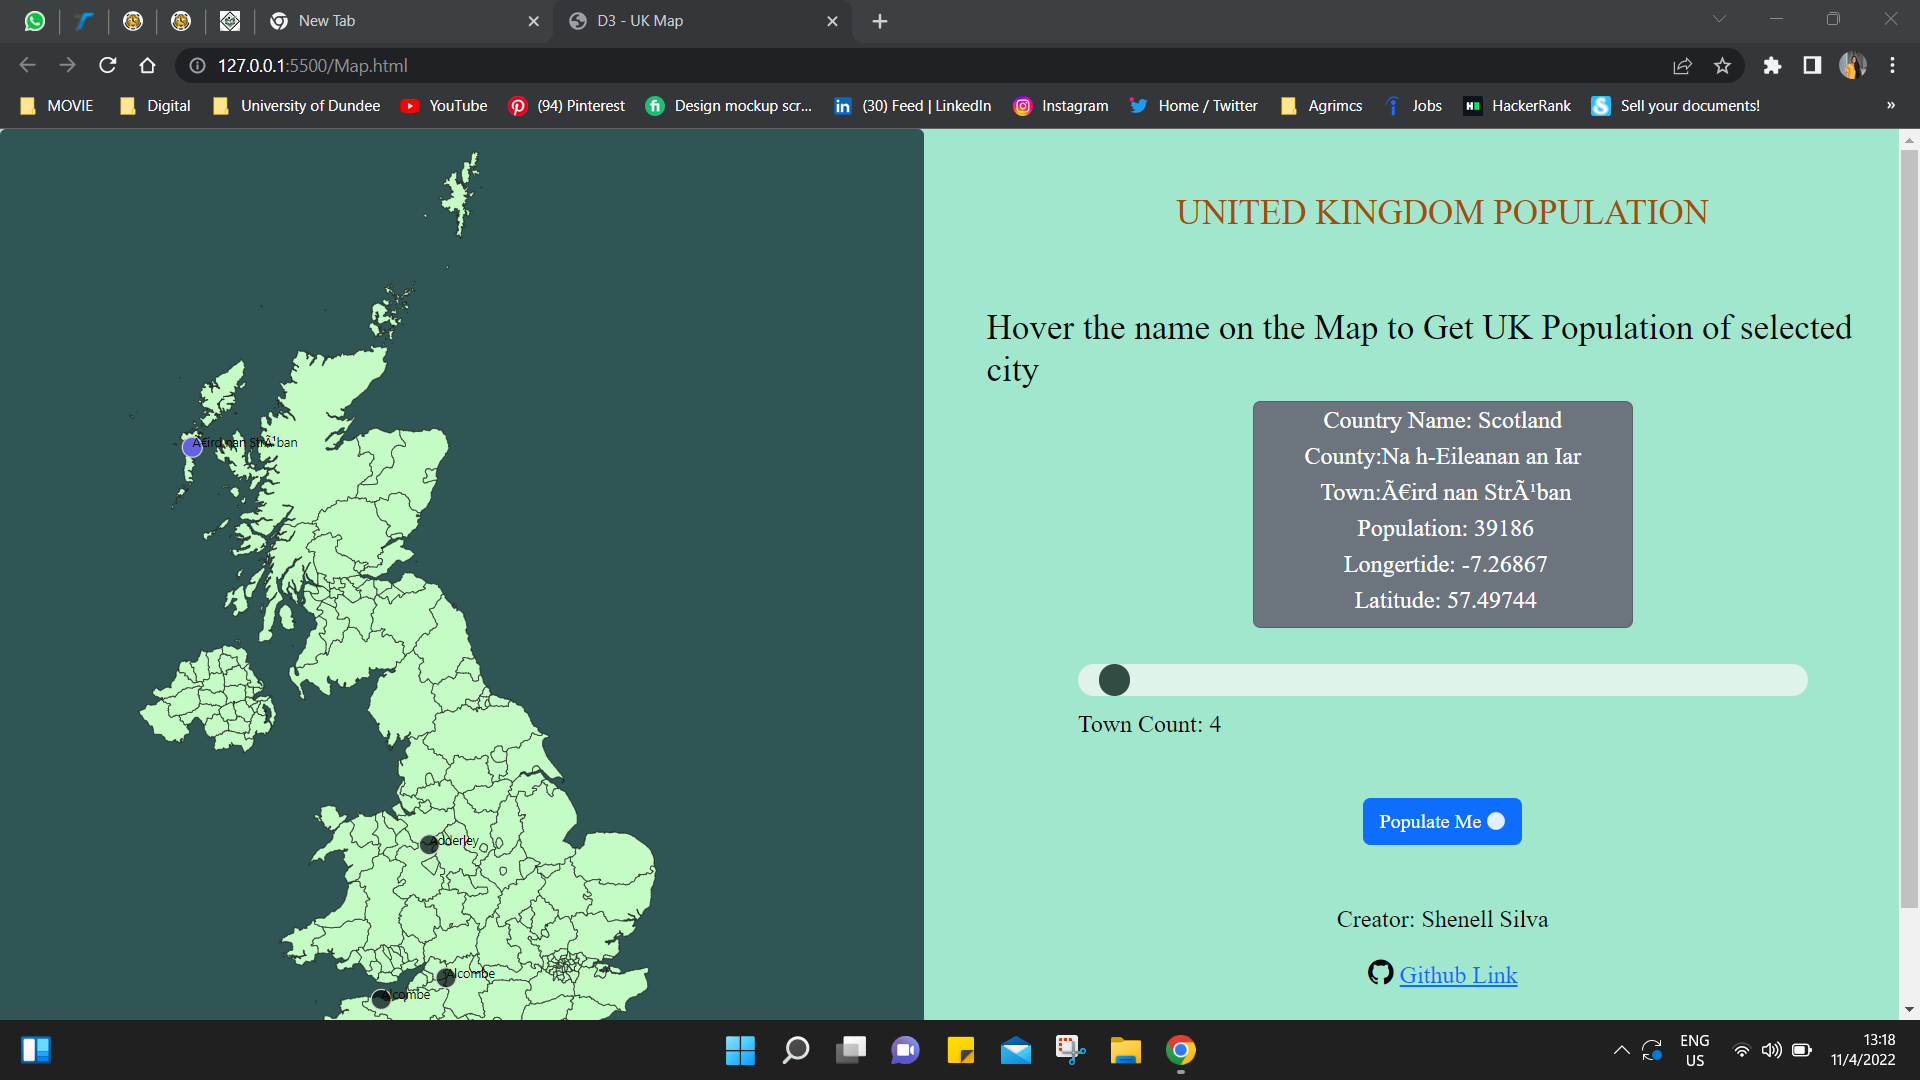 New Tab
D3 - UK Map
127.0.0.1:5500/Map.html
MOVIE
Digital
University of Dundee
YouTube
(94) Pinterest
Design mockup scr...
(30) Feed | LinkedIn
Instagram
Home / Twitter
Agrimcs
Jobs
HackerRank
Sell your documents!
»
UNITED KINGDOM POPULATION
Hover the name on the Map to Get UK Population of selected
city
Country Name: Scotland
County:Na h-Eileanan an Iar
Town:Ã€ird nan StrÃ¹ban
Population: 39186
Longertide: -7.26867
Latitude: 57.49744
Town Count: 4
Populate Me
Creator: Shenell Silva
Github Link
Ã€ird nan StrÃ¹ban
Adderley
Alcombe
Alcombe
ENG
US
13:18
11/4/2022